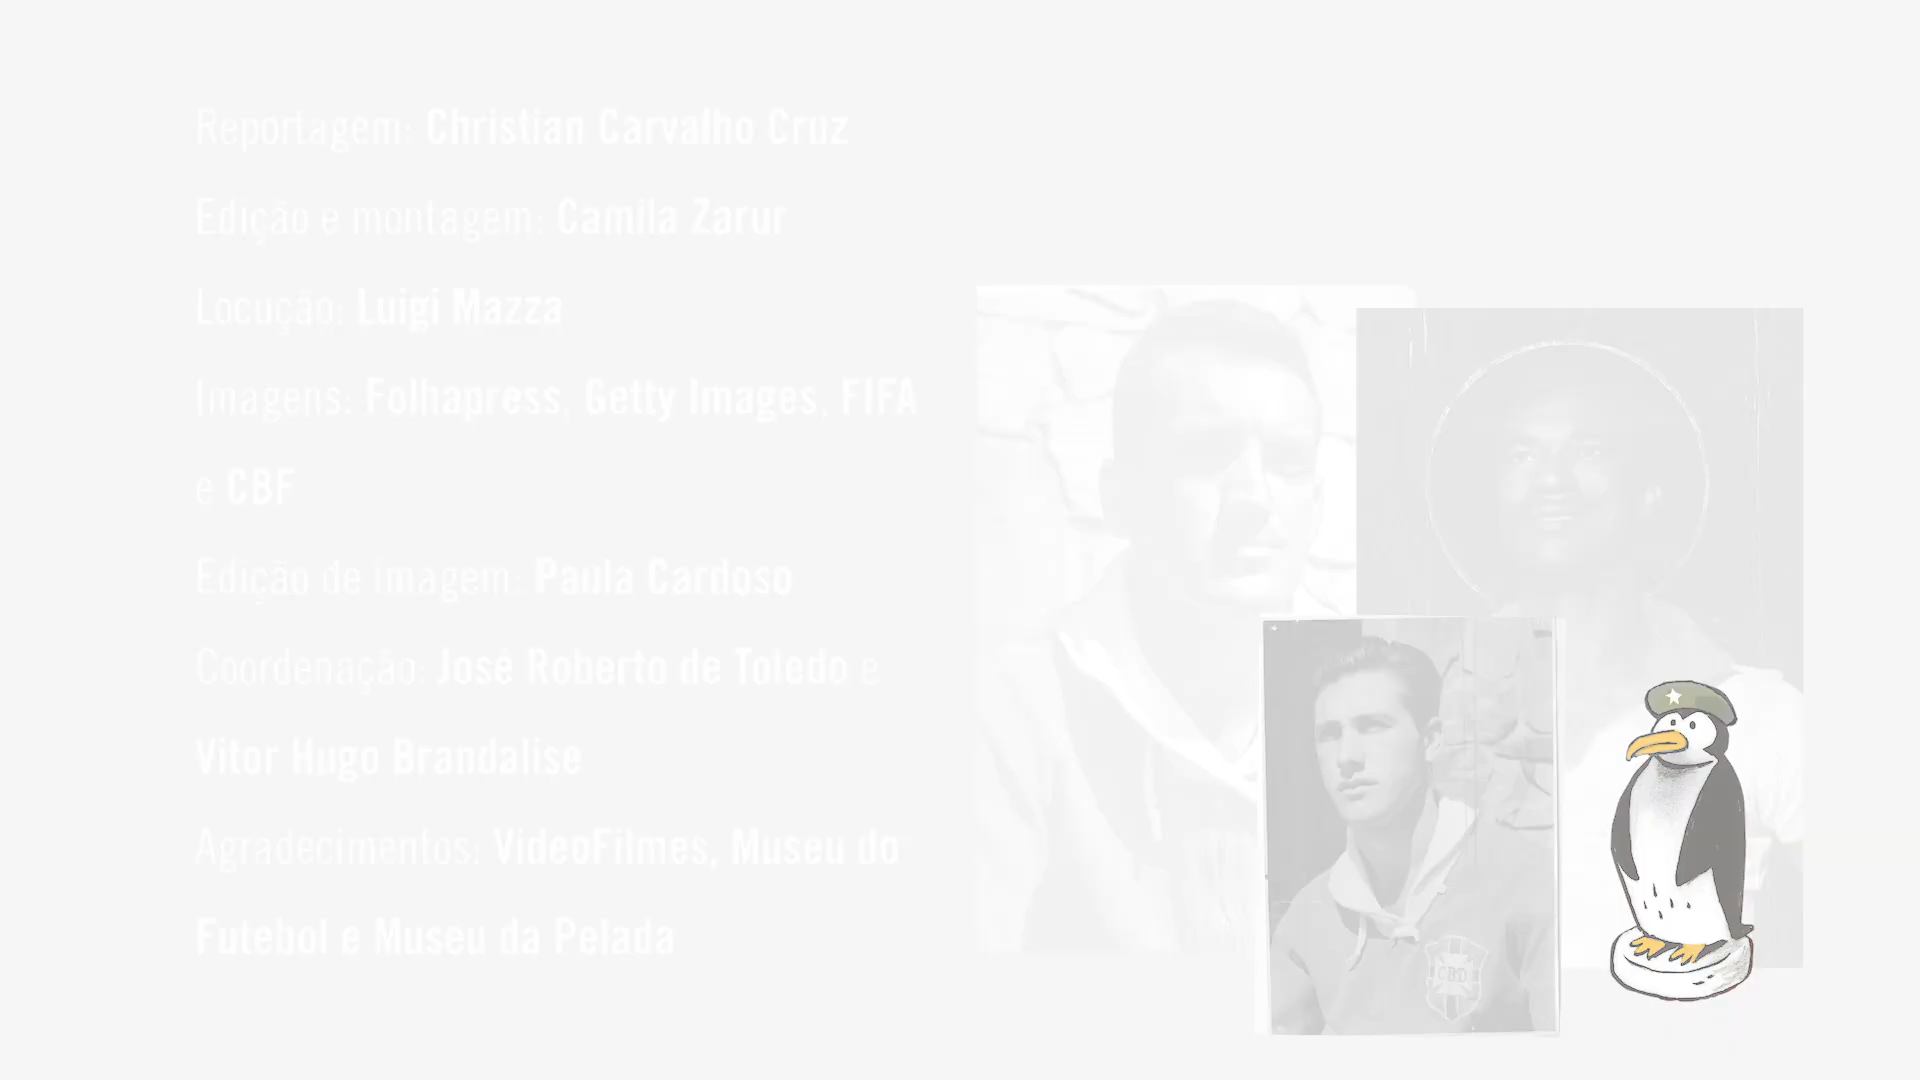 Reportagem: Christian Carvalho Cruz
Edição e montagem: Camila Zarur
Locução: Luigi Mazza
Imagens: Folhapress, Getty Images, FIFA
e CBF
Edição de imagem: Paula Cardoso
Coordenação: José Roberto de Toledo e
Vitor Hugo Brandalise
Agradecimentos: VideoFilmes, Museu do
Futebol e Museu da Pelada
CBD